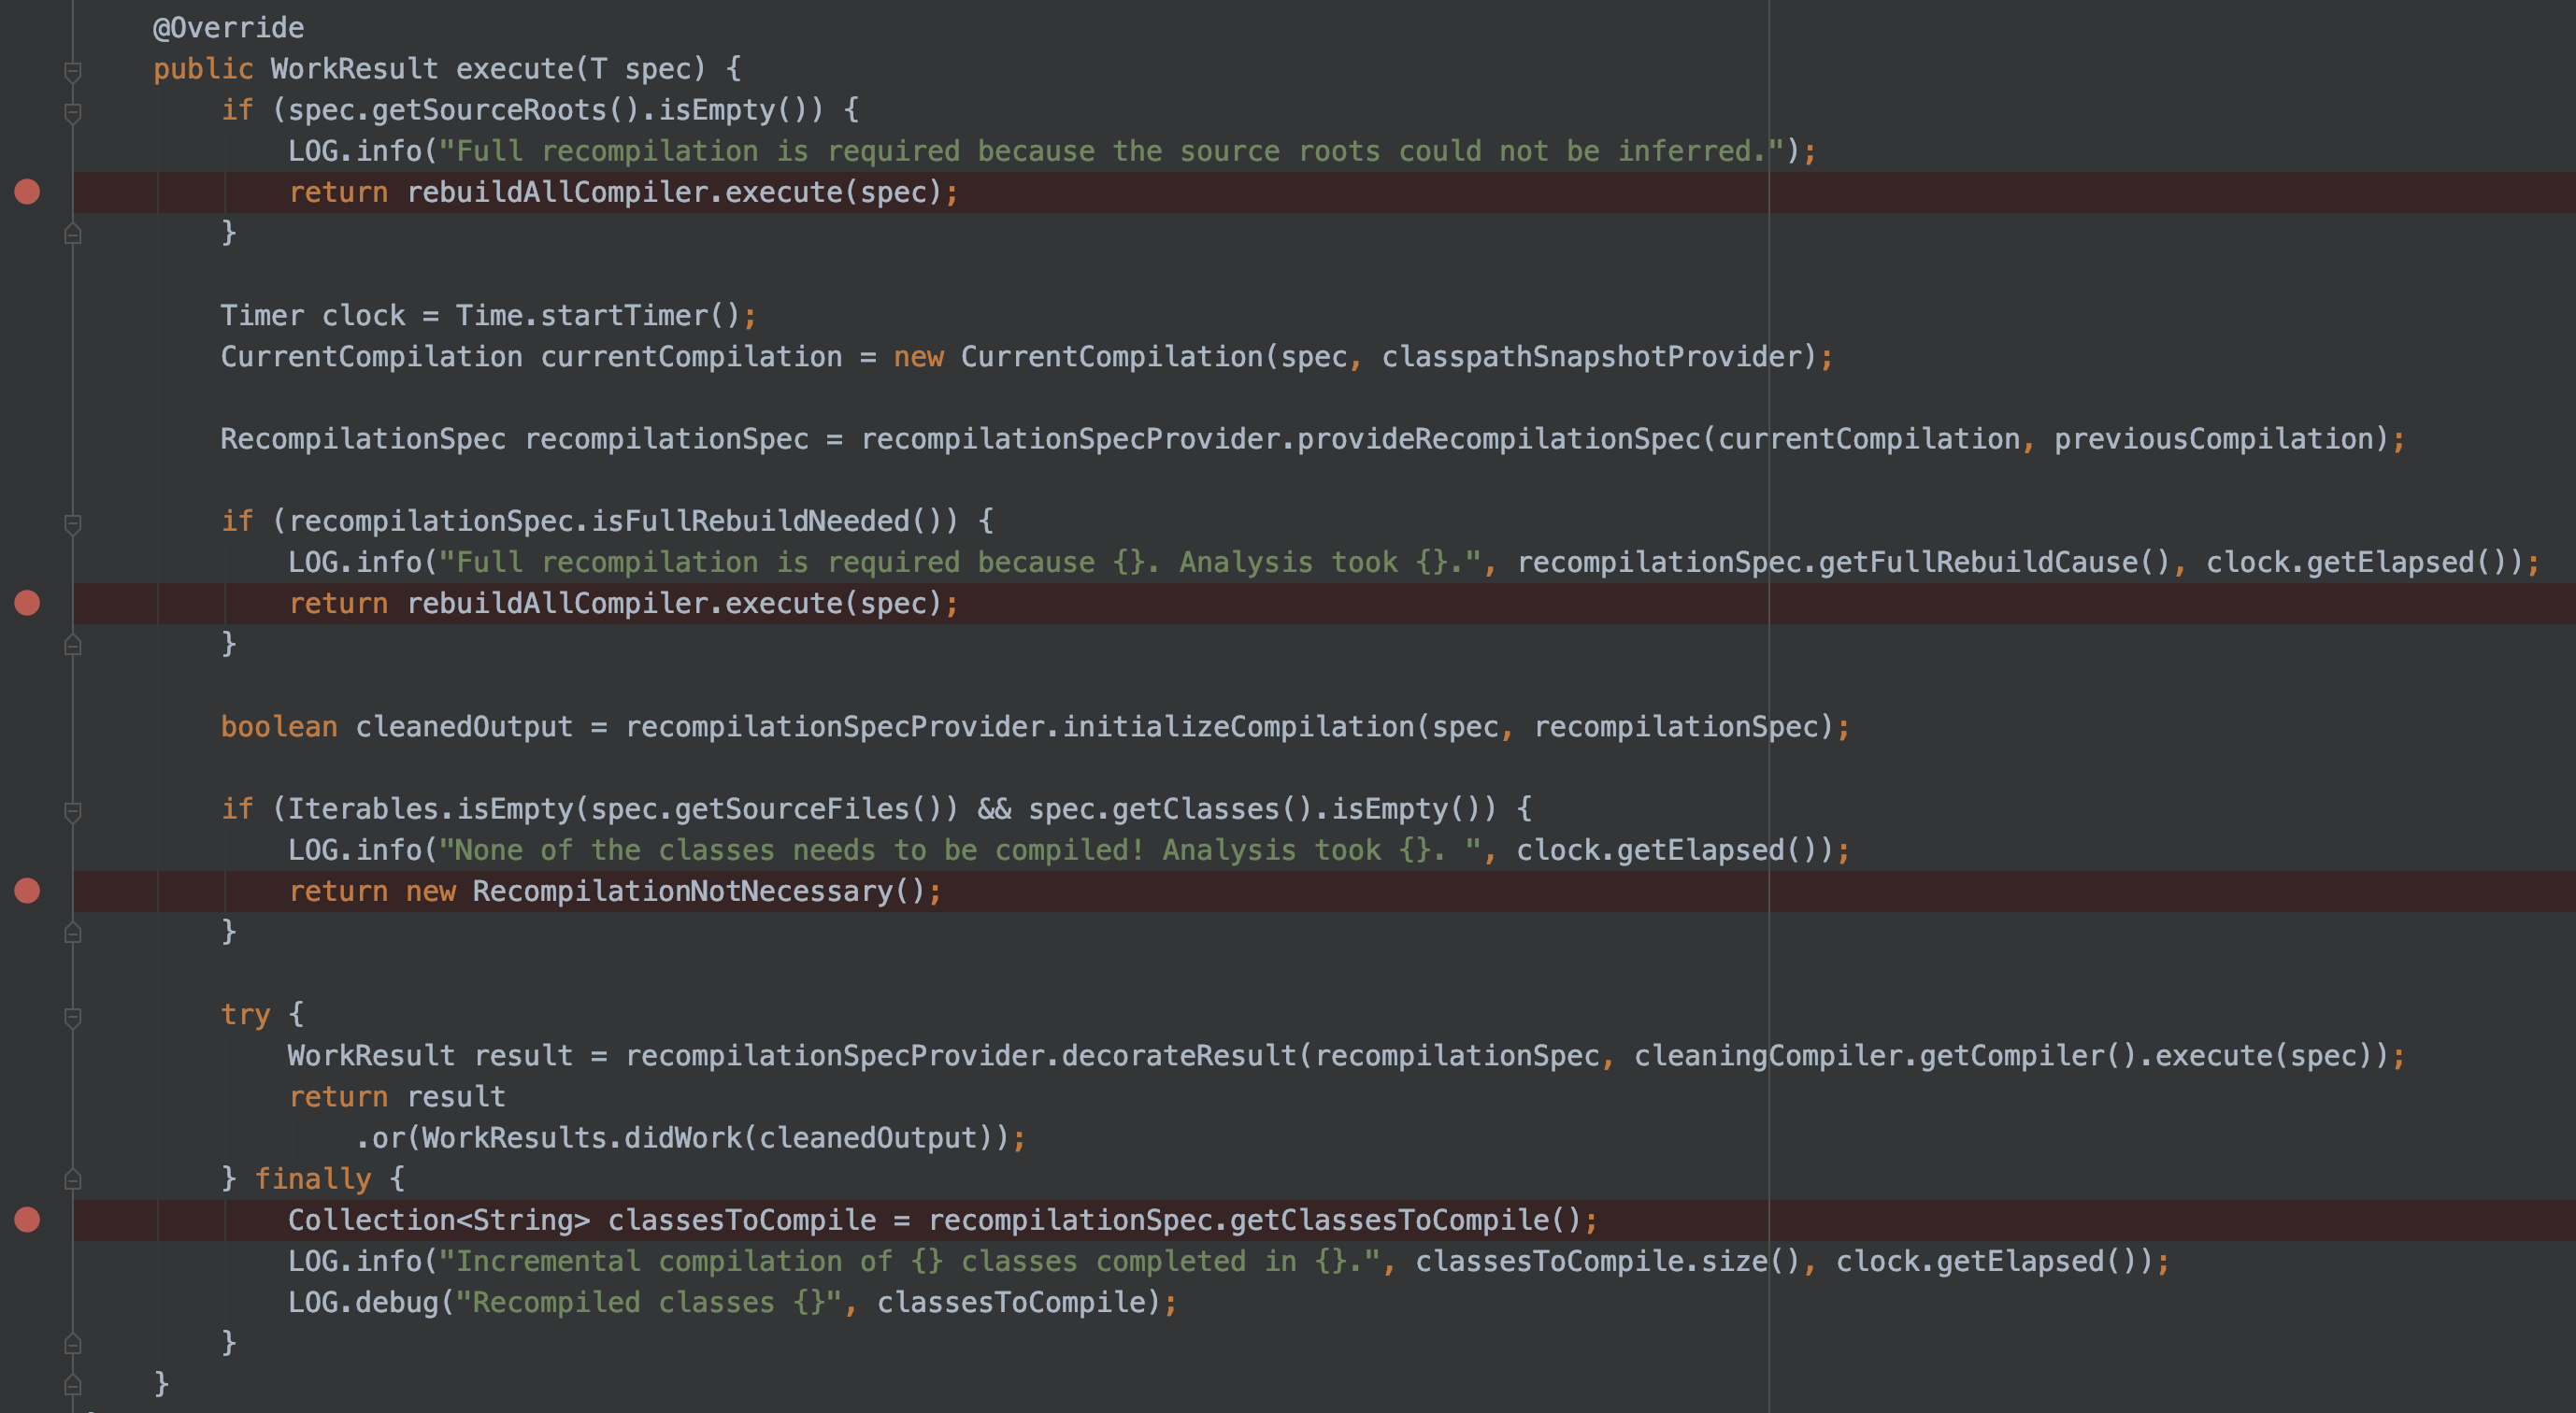 @Override
public WorkResult execute(T spec) {
if (spec.getSourceRoots().isEmpty()) {
LOG.info("Full recompilation is required because the source roots could not be inferred.");
return rebuildAllCompiler.execute(spec);
}
Timer clock = Time.startTimer();
CurrentCompilation currentCompilation = new CurrentCompilation(spec, classpathSnapshotProvider);
RecompilationSpec recompilationSpec = recompilationSpecProvider.provideRecompilationSpec(currentCompilation, previousCompilation);
if (recompilationSpec.isFullRebuildNeeded()) {
LOG.info("Full recompilation is required because {}. Analysis took {}.", recompilationSpec.getFullRebuildCause(), clock.getElapsed());
return rebuildAllCompiler.execute(spec);
}
boolean cleanedOutput = recompilationSpecProvider.initializeCompilation(spec, recompilationSpec);
if (Iterables.isEmpty(spec.getSourceFiles()) && spec.getClasses().isEmpty()) {
LOG.info("None of the classes needs to be compiled! Analysis took {}. ", clock.getElapsed());
return new RecompilationNotNecessary();
}
try {
WorkResult result = recompilationSpecProvider.decorateResult(recompilationSpec, cleaningCompiler.getCompiler().execute(spec));
return result
.or(WorkResults.didWork(cleanedOutput));
} finally {
Collection<String> classesToCompile = recompilationSpec.getClassesToCompile();
LOG.info("Incremental compilation of {} classes completed in {}.", classesToCompile.size(), clock.getElapsed());
LOG.debug("Recompiled classes {}", classesToCompile);
}
}